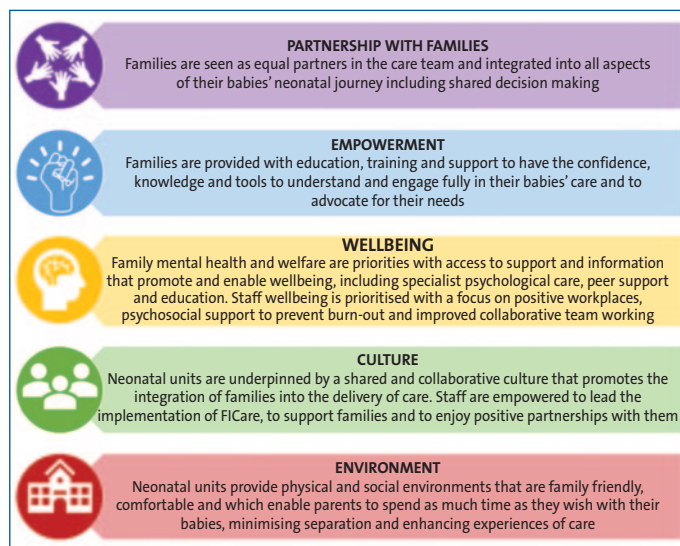 PARTNERSHIP WITH FAMILIES
Families are seen as equal partners in the care team and integrated into all aspects
of their babies’ neonatal journey including shared decision making
EMPOWERMENT
Families are provided with education, training and support to have the confidence,
knowledge and tools to understand and engage fully in their babies’ care and to
advocate for their needs
WELLBEING
Family mental health and welfare are priorities with access to support and information
that promote and enable wellbeing, including specialist psychological care, peer support
and education. Staff wellbeing is prioritised with a focus on positive workplaces,
psychosocial support to prevent burn-out and improved collaborative team working
CULTURE
Neonatal units are underpinned by a shared and collaborative culture that promotes the
integration of families into the delivery of care. Staff are empowered to lead the
implementation of FICare, to support families and to enjoy positive partnerships with them
ENVIRONMENT
Neonatal units provide physical and social environments that are family friendly,
comfortable and which enable parents to spend as much time as they wish with their
babies, minimising separation and enhancing experiences of care